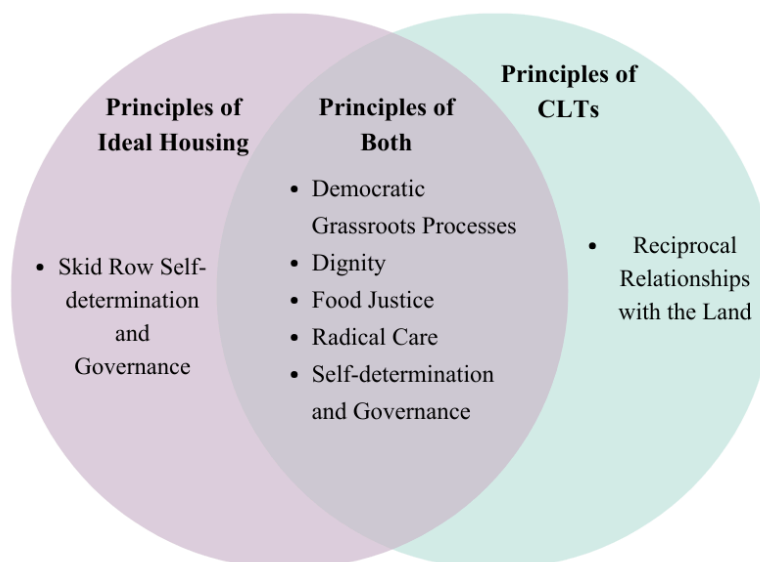 Principles of
Ideal Housing
• Skid Row Self-
determination
and
Governance
Principles of
Both
• Democratic
Grassroots Processes
• Dignity
• Food Justice
• Radical Care
• Self-determination
and Governance
Principles of
CLTs
• Reciprocal
Relationships
with the Land